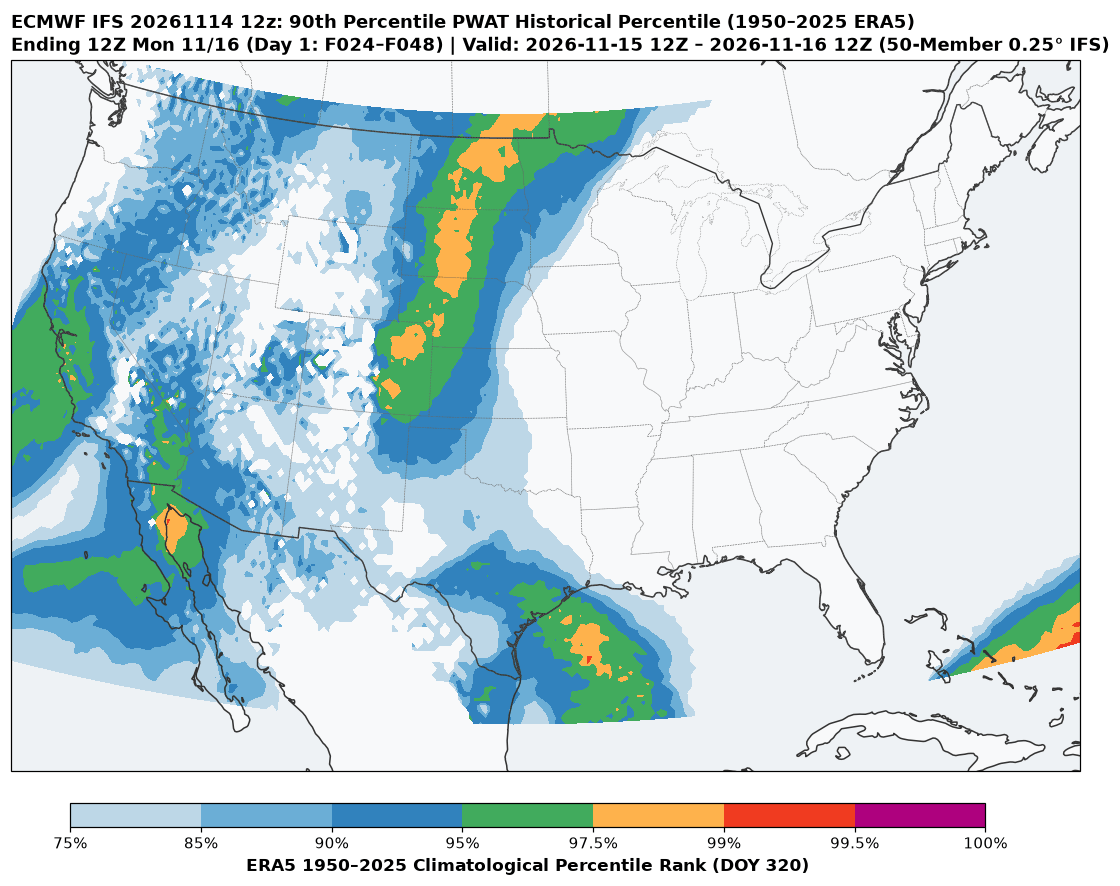 ECMWF IFS 20261114 12z: 90th Percentile PWAT Historical Percentile (1950–2025 ERA5)
Ending 12Z Mon 11/16 (Day 1: F024–F048) | Valid: 2026-11-15 12Z – 2026-11-16 12Z (50-Member 0.25° IFS)
75% 85% 90% 95% 97.5% 99% 99.5% 100%
ERA5 1950–2025 Climatological Percentile Rank (DOY 320)